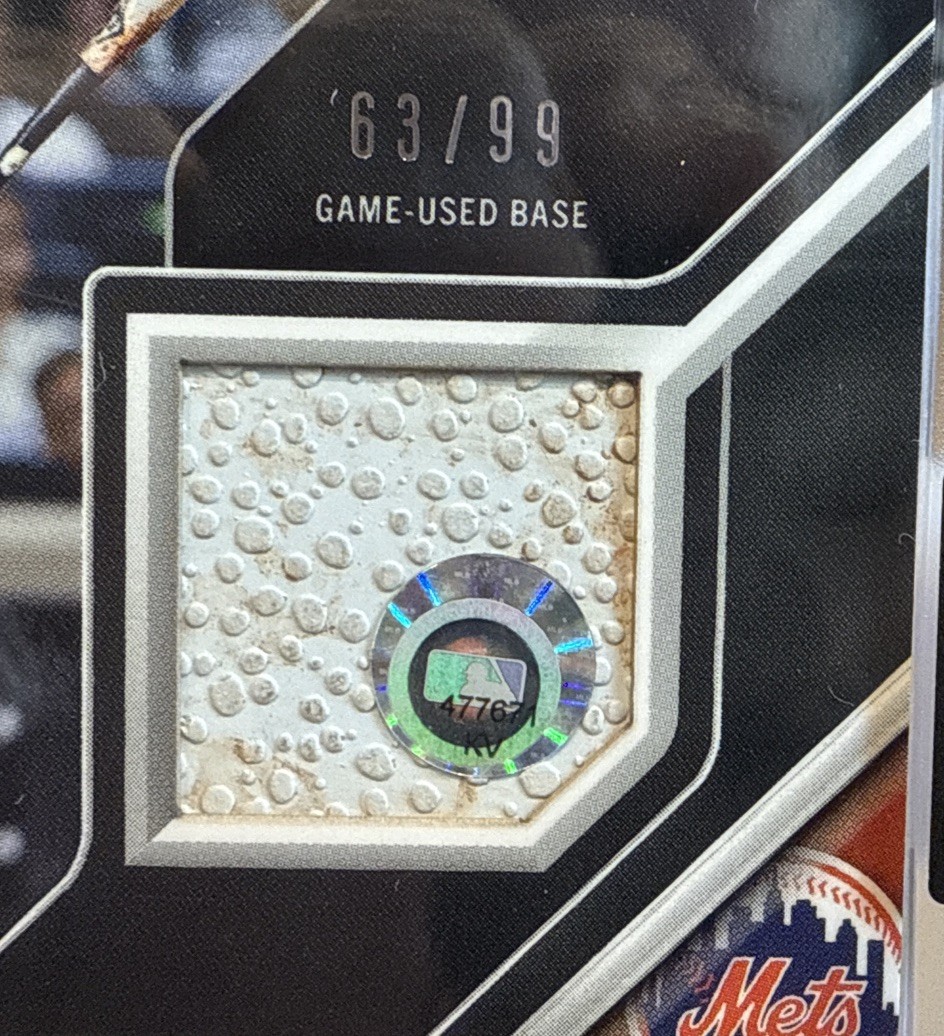 63/99
GAME-USED BASE
477671
KV
Mets